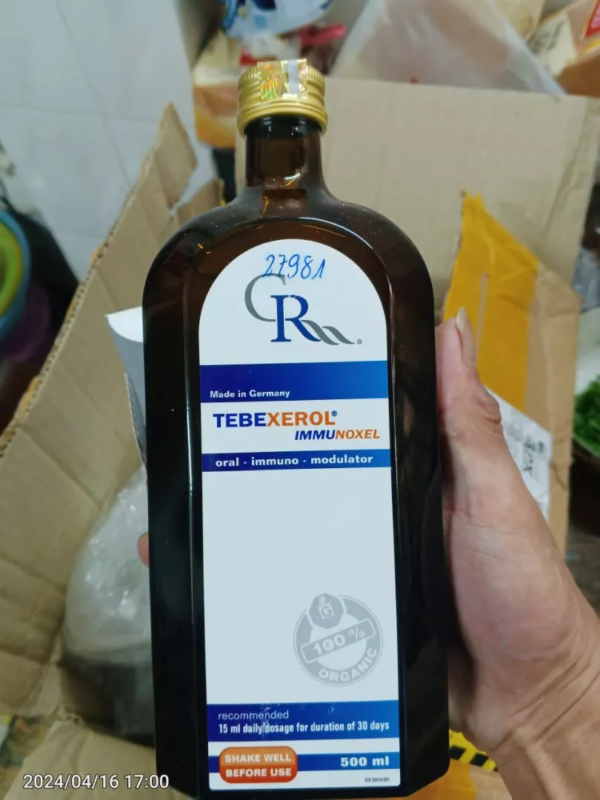 27981
CR
Made in Germany
TEBEXEROL®
IMMUNOXEL
oral - immuno - modulator
100 %
ORGANIC
recommended
15 ml daily dosage for duration of 30 days
SHAKE WELL
BEFORE USE
500 ml
2024/04/16 17:00